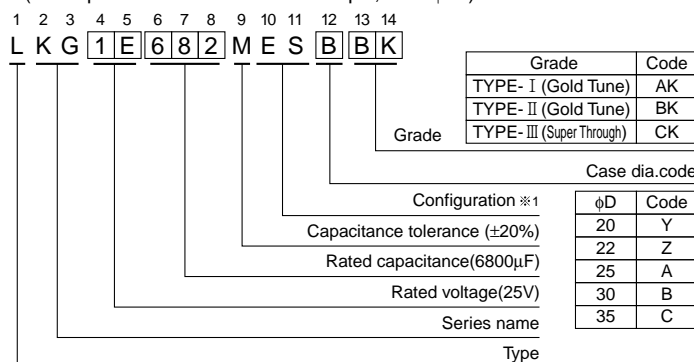 1 2 3 4 5 6 7 8 9 10 11 12 13 14
L K G 1 E 6 8 2 M E S B B K
Grade Code
TYPE-Ⅰ (Gold Tune) AK
TYPE-Ⅱ (Gold Tune) BK
TYPE-Ⅲ (Super Through) CK
Grade
Case dia.code
Configuration ※1
ϕD Code
Capacitance tolerance (±20%)
20 Y
22 Z
Rated capacitance(6800µF)
25 A
Rated voltage(25V)
30 B
Series name
35 C
Type